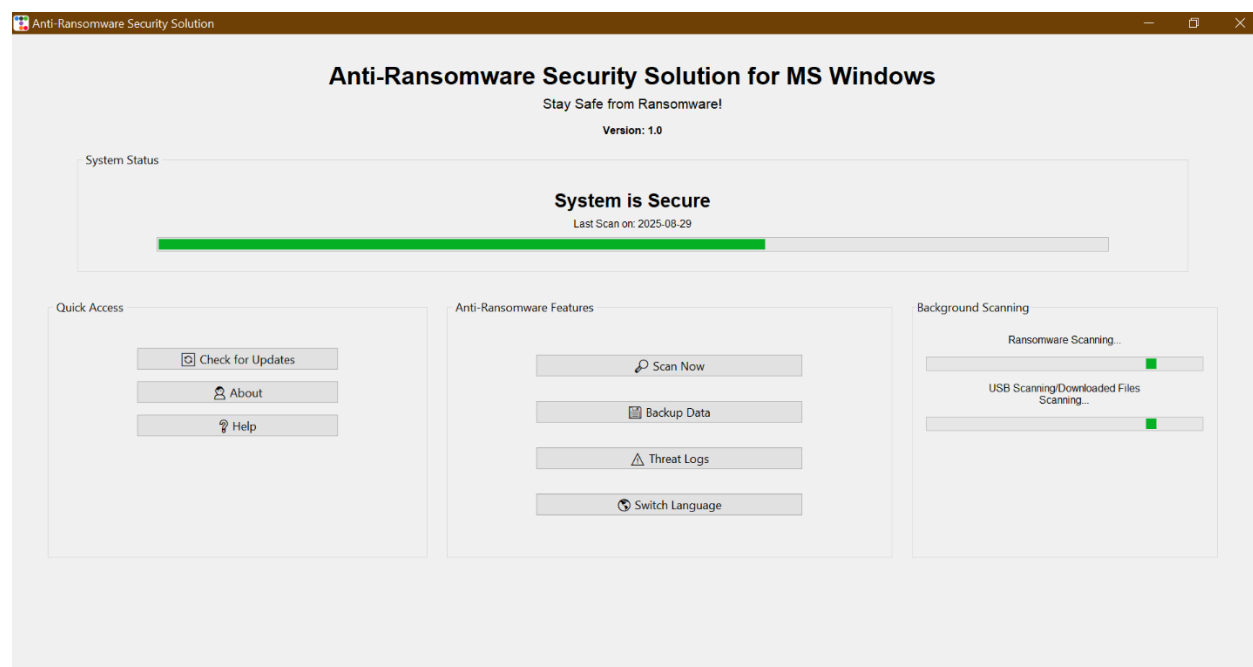 Anti-Ransomware Security Solution
Anti-Ransomware Security Solution for MS Windows
Stay Safe from Ransomware!
Version: 1.0
System Status
System is Secure
Last Scan on: 2025-08-29
Quick Access
Check for Updates
About
Help
Anti-Ransomware Features
Scan Now
Backup Data
Threat Logs
Switch Language
Background Scanning
Ransomware Scanning...
USB Scanning/Downloaded Files
Scanning...